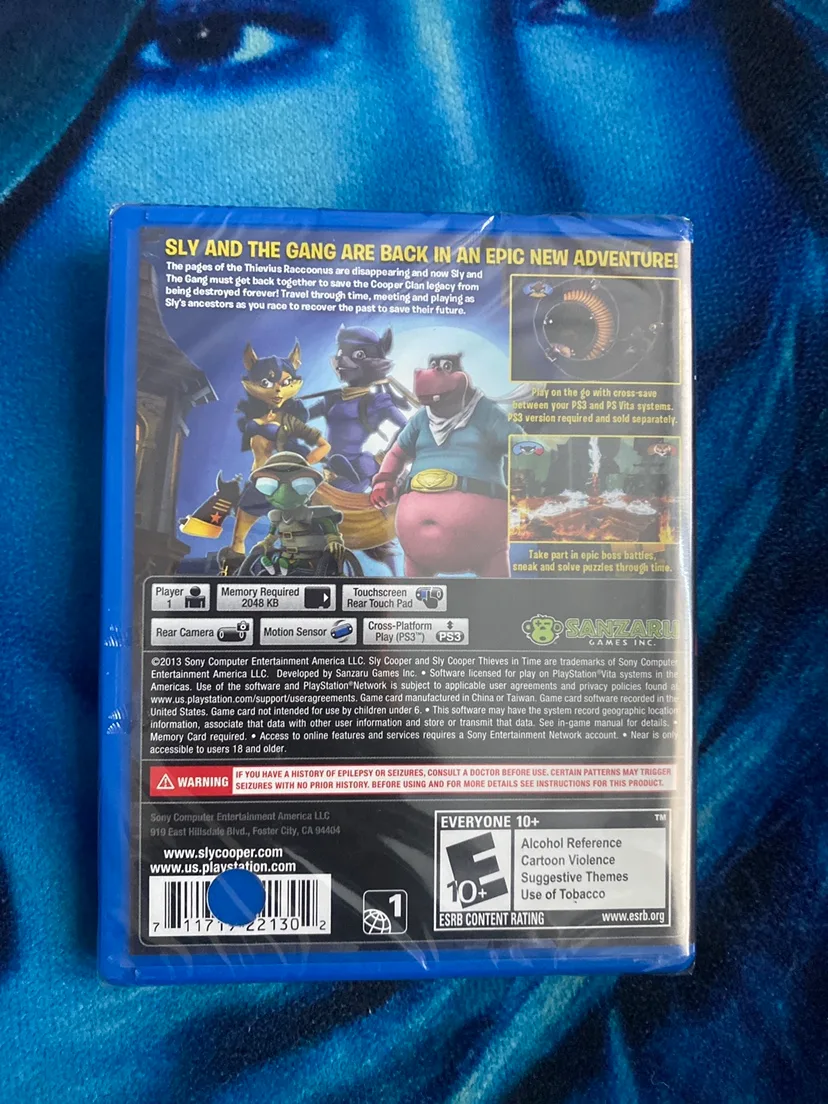 SLY AND THE GANG ARE BACK IN AN EPIC NEW ADVENTURE!
The pages of the Thievius Raccoonus are disappearing and now Sly and
The Gang must get back together to save the Cooper Clan legacy from
being destroyed forever! Travel through time, meeting and playing as
Sly's ancestors as you race to recover the past to save their future.
Play on the go with cross-save
between your PS3 and PS Vita systems.
PS3 version required and sold separately.
Take part in epic boss battles,
sneak and solve puzzles through time.
Player
1
Memory Required
2048 KB
Touchscreen
Rear Touch Pad
Rear Camera
Motion Sensor
Cross-Platform
Play (PS3™)
PS3
SANZARU
GAMES INC.
©2013 Sony Computer Entertainment America LLC. Sly Cooper and Sly Cooper Thieves in Time are trademarks of Sony Computer
Entertainment America LLC. Developed by Sanzaru Games Inc. • Software licensed for play on PlayStation®Vita systems in the
Americas. Use of the software and PlayStation®Network is subject to applicable user agreements and privacy policies found at
www.us.playstation.com/support/useragreements. Game card manufactured in China or Taiwan. Game card software recorded in the
United States. Game card not intended for use by children under 6. • This software may have the system record geographic location
information, associate that data with other user information and store or transmit that data. See in-game manual for details. •
Memory Card required. • Access to online features and services requires a Sony Entertainment Network account. • Near is only
accessible to users 18 and older.
WARNING
IF YOU HAVE A HISTORY OF EPILEPSY OR SEIZURES, CONSULT A DOCTOR BEFORE USE. CERTAIN PATTERNS MAY TRIGGER
SEIZURES WITH NO PRIOR HISTORY. BEFORE USING AND FOR MORE DETAILS SEE INSTRUCTIONS FOR THIS PRODUCT.
Sony Computer Entertainment America LLC
919 East Hillsdale Blvd., Foster City, CA 94404
www.slycooper.com
www.us.playstation.com
7 11719 22130 2
1
EVERYONE 10+
TM
E
10+
Alcohol Reference
Cartoon Violence
Suggestive Themes
Use of Tobacco
ESRB CONTENT RATING
www.esrb.org